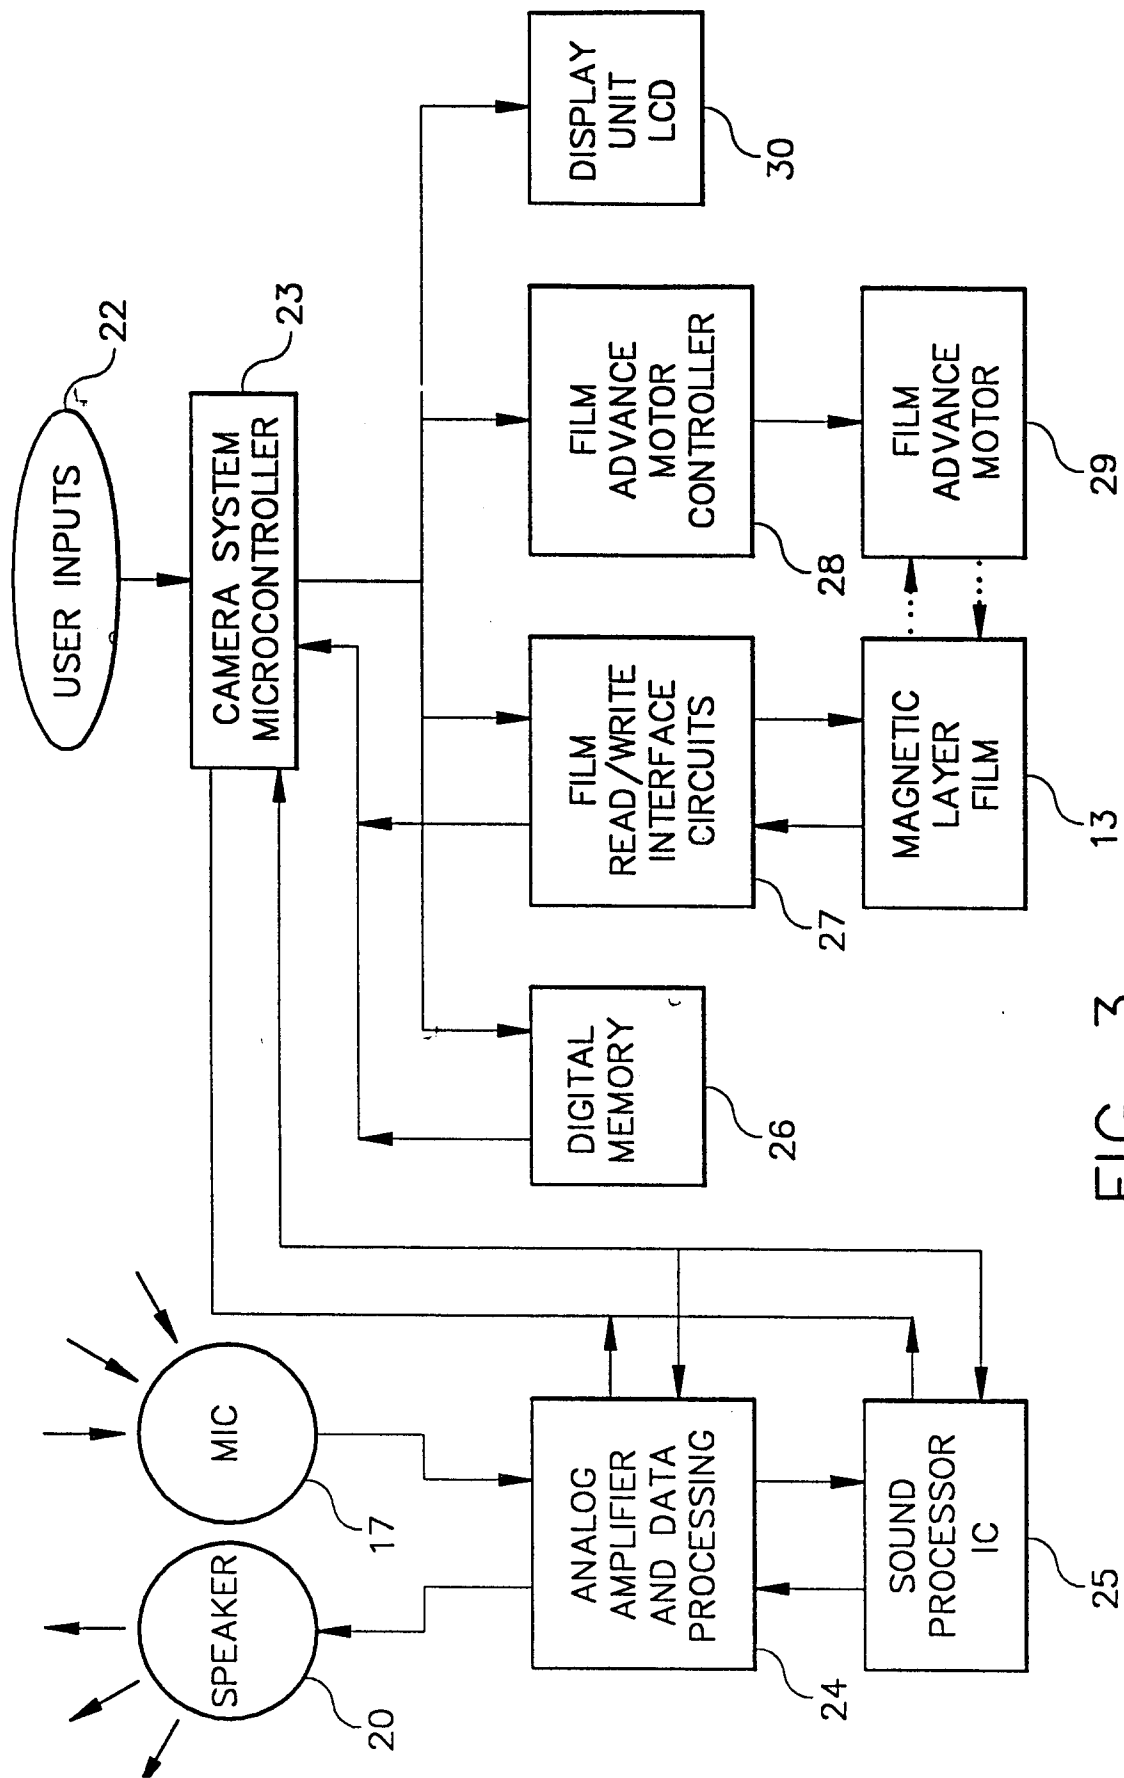 USER INPUTS
22
CAMERA SYSTEM
MICROCONTROLLER
23
MIC
17
SPEAKER
20
ANALOG
AMPLIFIER
AND DATA
PROCESSING
24
SOUND
PROCESSOR
IC
25
DIGITAL
MEMORY
26
FILM
READ/WRITE
INTERFACE
CIRCUITS
27
MAGNETIC
LAYER
FILM
13
FILM
ADVANCE
MOTOR
CONTROLLER
28
FILM
ADVANCE
MOTOR
29
DISPLAY
UNIT
LCD
30
FIG. 3